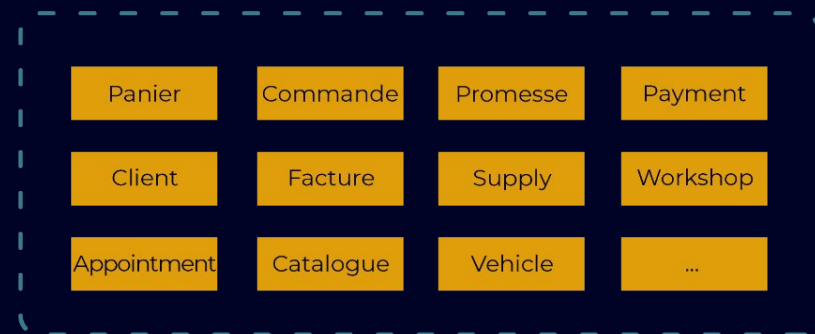 Panier
Commande
Promesse
Payment
Client
Facture
Supply
Workshop
Appointment
Catalogue
Vehicle
...